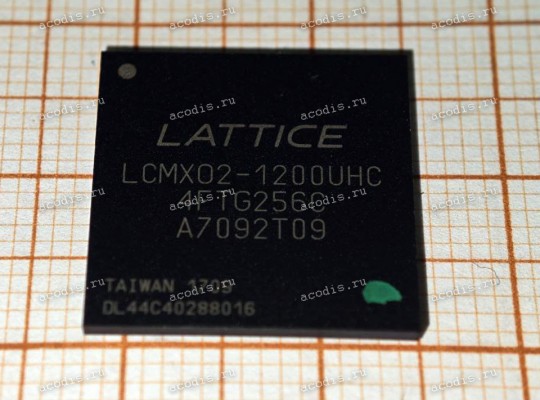 LATTICE
LCMXO2-1200UHC
4FTG256C
A7092T09
TAIWAN
DL44C40288016
acodis.ru